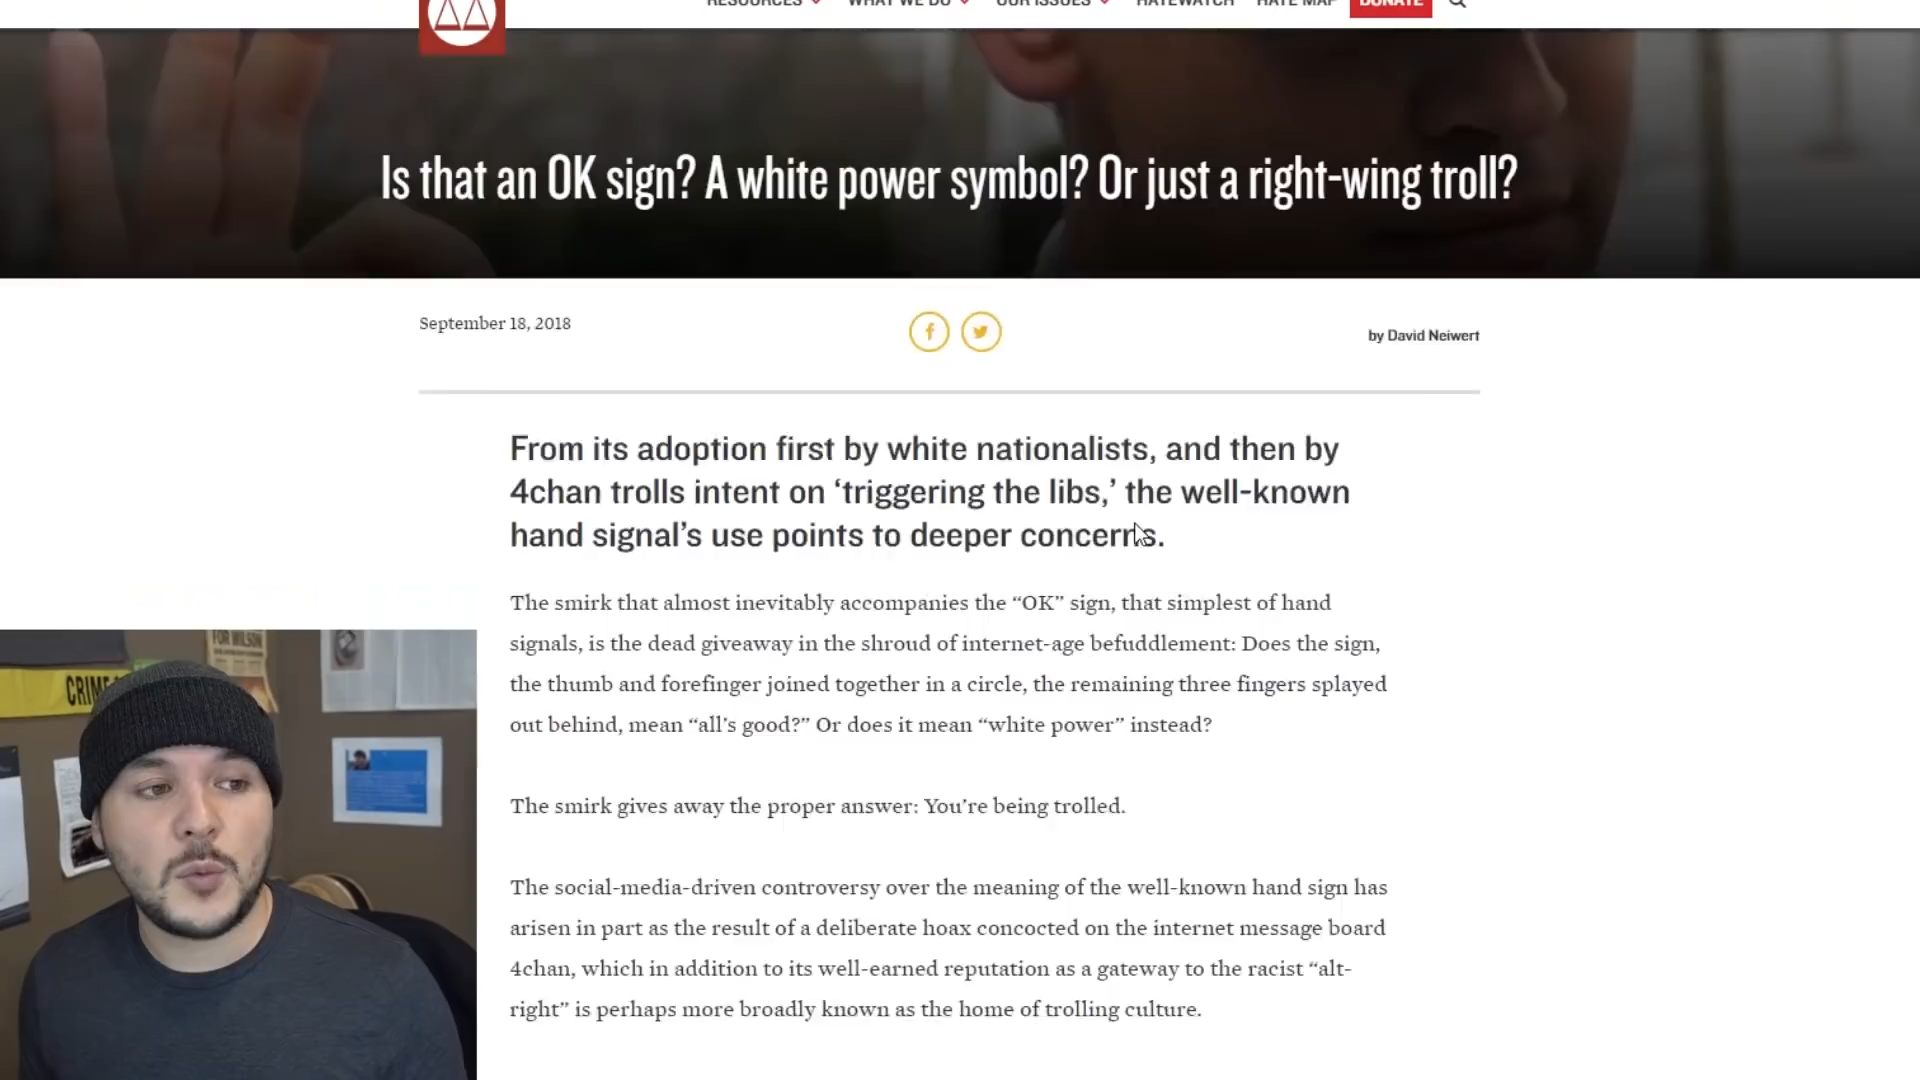 RESOURCES
WHAT WE DO
OUR ISSUES
HATEWATCH
HATE MAP
DONATE
Is that an OK sign? A white power symbol? Or just a right-wing troll?
September 18, 2018
by David Neiwert
From its adoption first by white nationalists, and then by
4chan trolls intent on ‘triggering the libs,’ the well-known
hand signal’s use points to deeper concerns.
The smirk that almost inevitably accompanies the “OK” sign, that simplest of hand
signals, is the dead giveaway in the shroud of internet-age befuddlement: Does the sign,
the thumb and forefinger joined together in a circle, the remaining three fingers splayed
out behind, mean “all’s good?” Or does it mean “white power” instead?
The smirk gives away the proper answer: You’re being trolled.
The social-media-driven controversy over the meaning of the well-known hand sign has
arisen in part as the result of a deliberate hoax concocted on the internet message board
4chan, which in addition to its well-earned reputation as a gateway to the racist “alt-
right” is perhaps more broadly known as the home of trolling culture.
FOR WILSON
CRIME